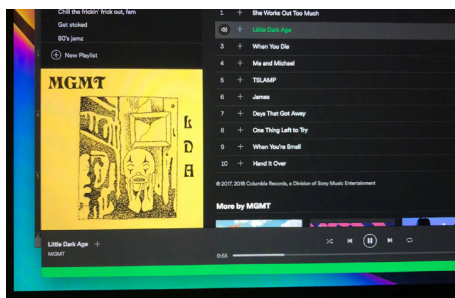 Chill the frickin' frick out, fam
Get stoked
80's jamz
New Playlist
MGMT
LDA
1 + She Works Out Too Much
+ Little Dark Age
3 + When You Die
4 + Me and Michael
5 + TSLAMP
6 + James
7 + Days That Got Away
8 + One Thing Left to Try
9 + When You're Small
10 + Hand It Over
℗ 2017, 2018 Columbia Records, a Division of Sony Music Entertainment
More by MGMT
Little Dark Age +
MGMT
0:55